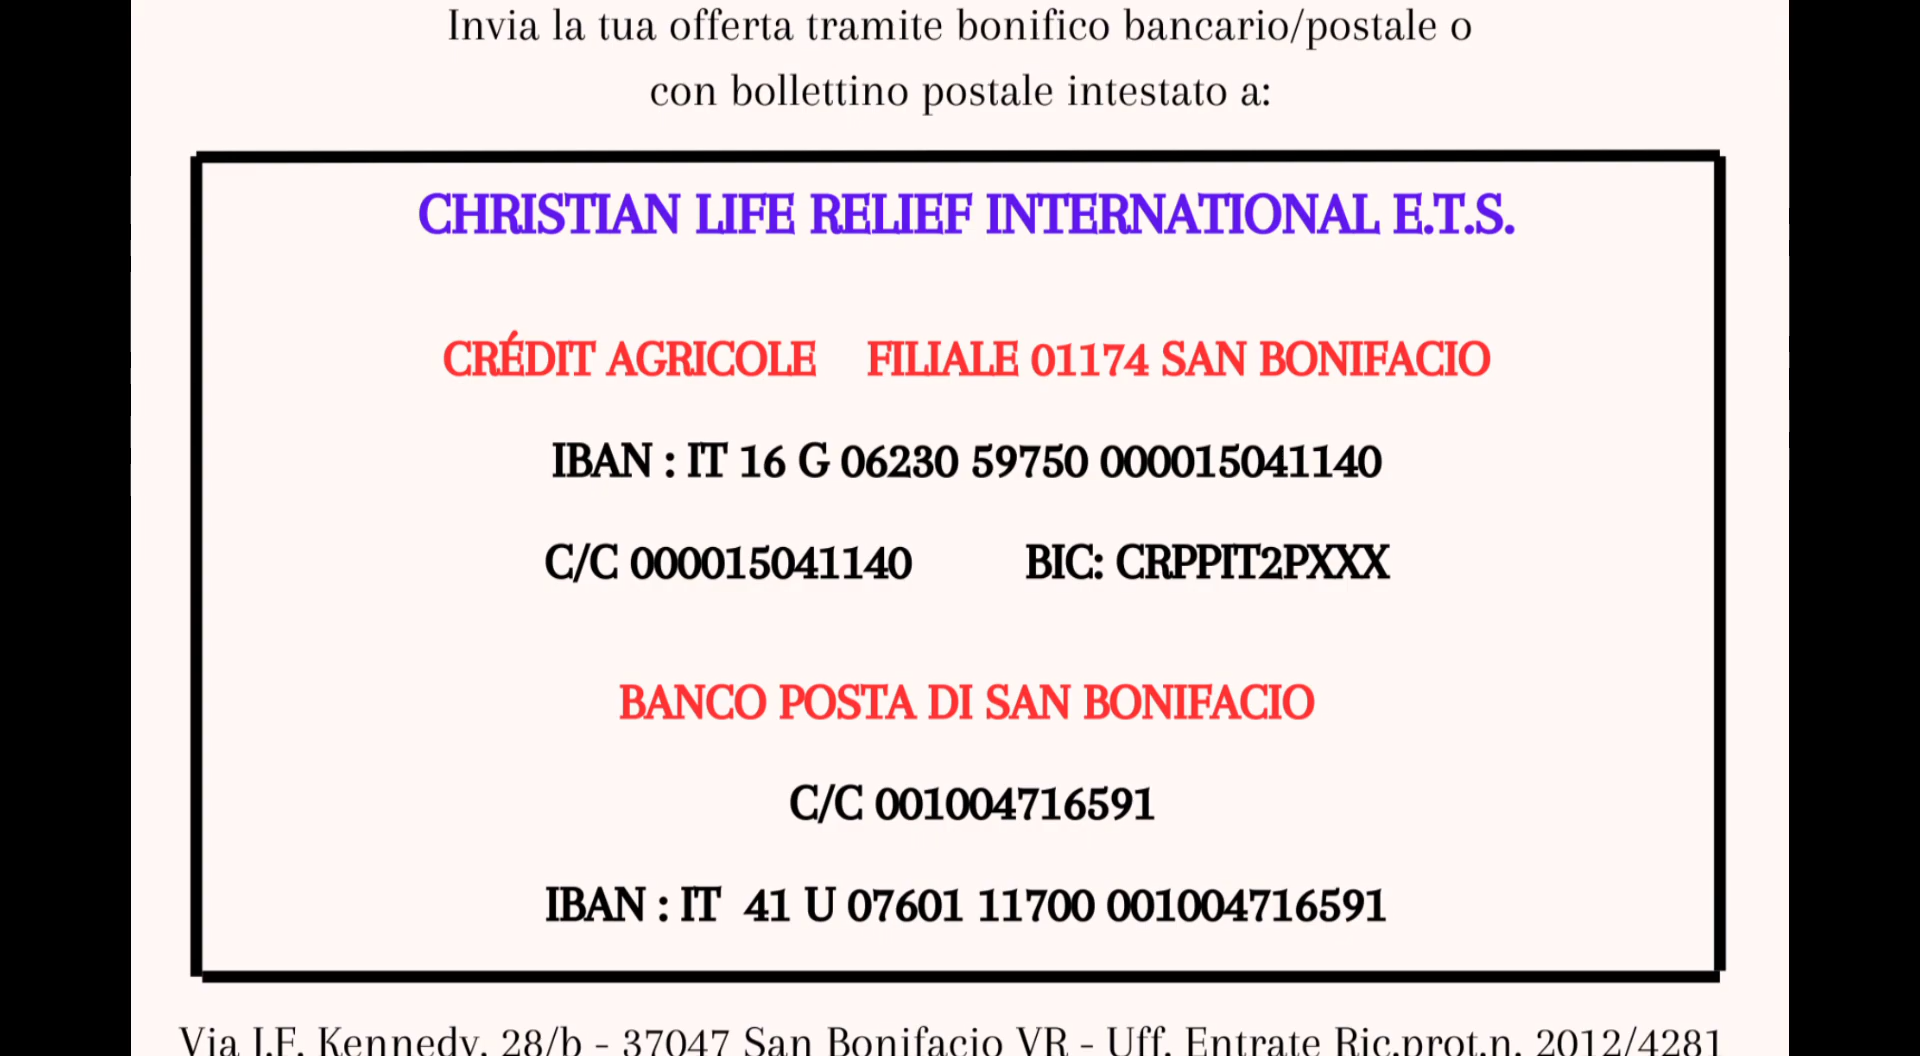 Invia la tua offerta tramite bonifico bancario/postale o
con bollettino postale intestato a:
CHRISTIAN LIFE RELIEF INTERNATIONAL E.T.S.
CRÉDIT AGRICOLE FILIALE 01174 SAN BONIFACIO
IBAN : IT 16 G 06230 59750 000015041140
C/C 000015041140 BIC: CRPPIT2PXXX
BANCO POSTA DI SAN BONIFACIO
C/C 001004716591
IBAN : IT 41 U 07601 11700 001004716591
Via J.F. Kennedy, 28/b - 37047 San Bonifacio VR - Uff. Entrate Ric.prot.n. 2012/4281